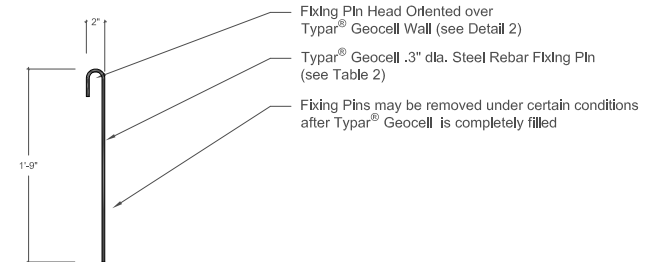 2"
Fixing Pin Head Oriented over
Typar® Geocell Wall (see Detail 2)
Typar® Geocell .3" dia. Steel Rebar Fixing Pin
(see Table 2)
Fixing Pins may be removed under certain conditions
after Typar® Geocell is completely filled
1'-9"